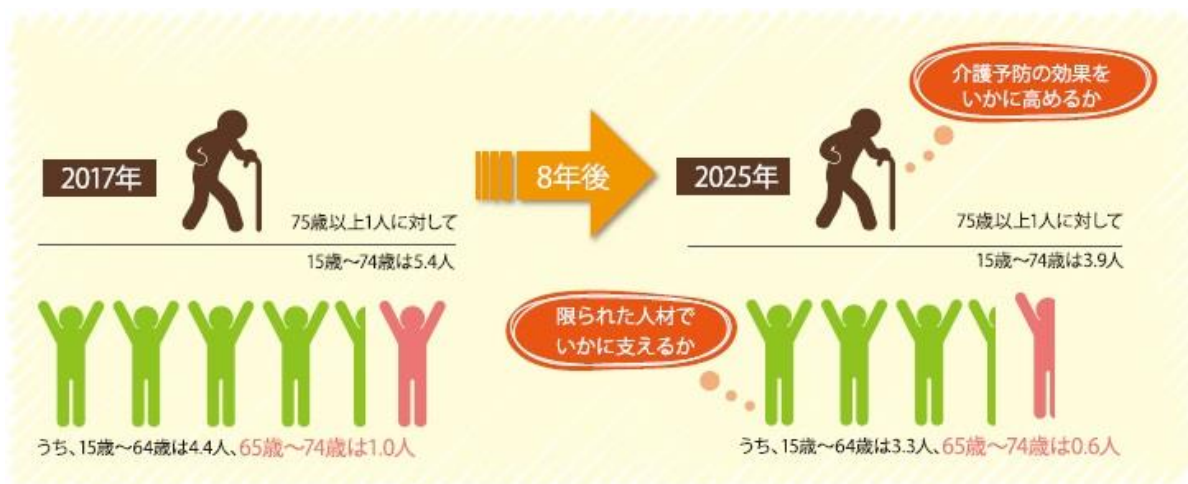 2017年
75歳以上1人に対して
15歳～74歳は5.4人
うち、15歳～64歳は4.4人、65歳～74歳は1.0人
8年後
介護予防の効果を
いかに高めるか
2025年
75歳以上1人に対して
15歳～74歳は3.9人
限られた人材で
いかに支えるか
うち、15歳～64歳は3.3人、65歳～74歳は0.6人